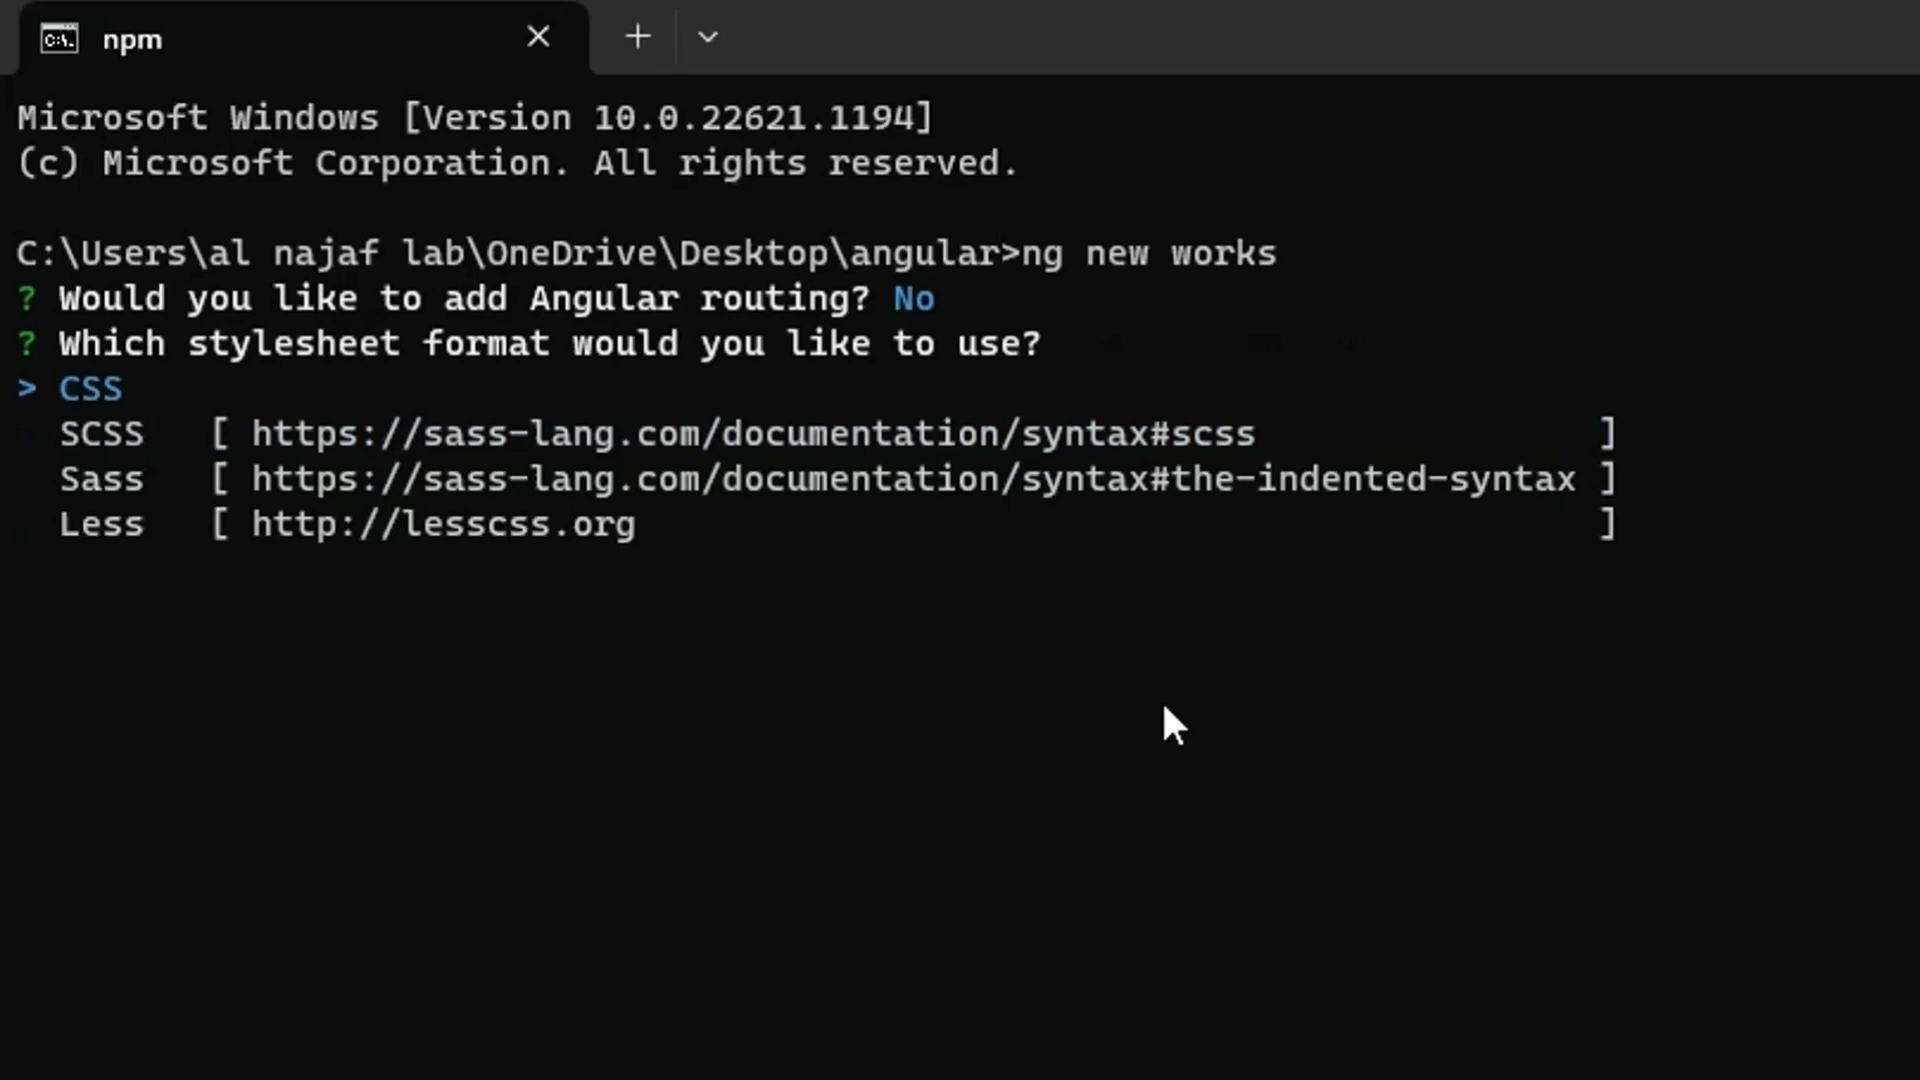 npm
Microsoft Windows [Version 10.0.22621.1194]
(c) Microsoft Corporation. All rights reserved.
C:\Users\al najaf lab\OneDrive\Desktop\angular>ng new works
? Would you like to add Angular routing? No
? Which stylesheet format would you like to use?
> CSS
SCSS [ https://sass-lang.com/documentation/syntax#scss ]
Sass [ https://sass-lang.com/documentation/syntax#the-indented-syntax ]
Less [ http://lesscss.org ]